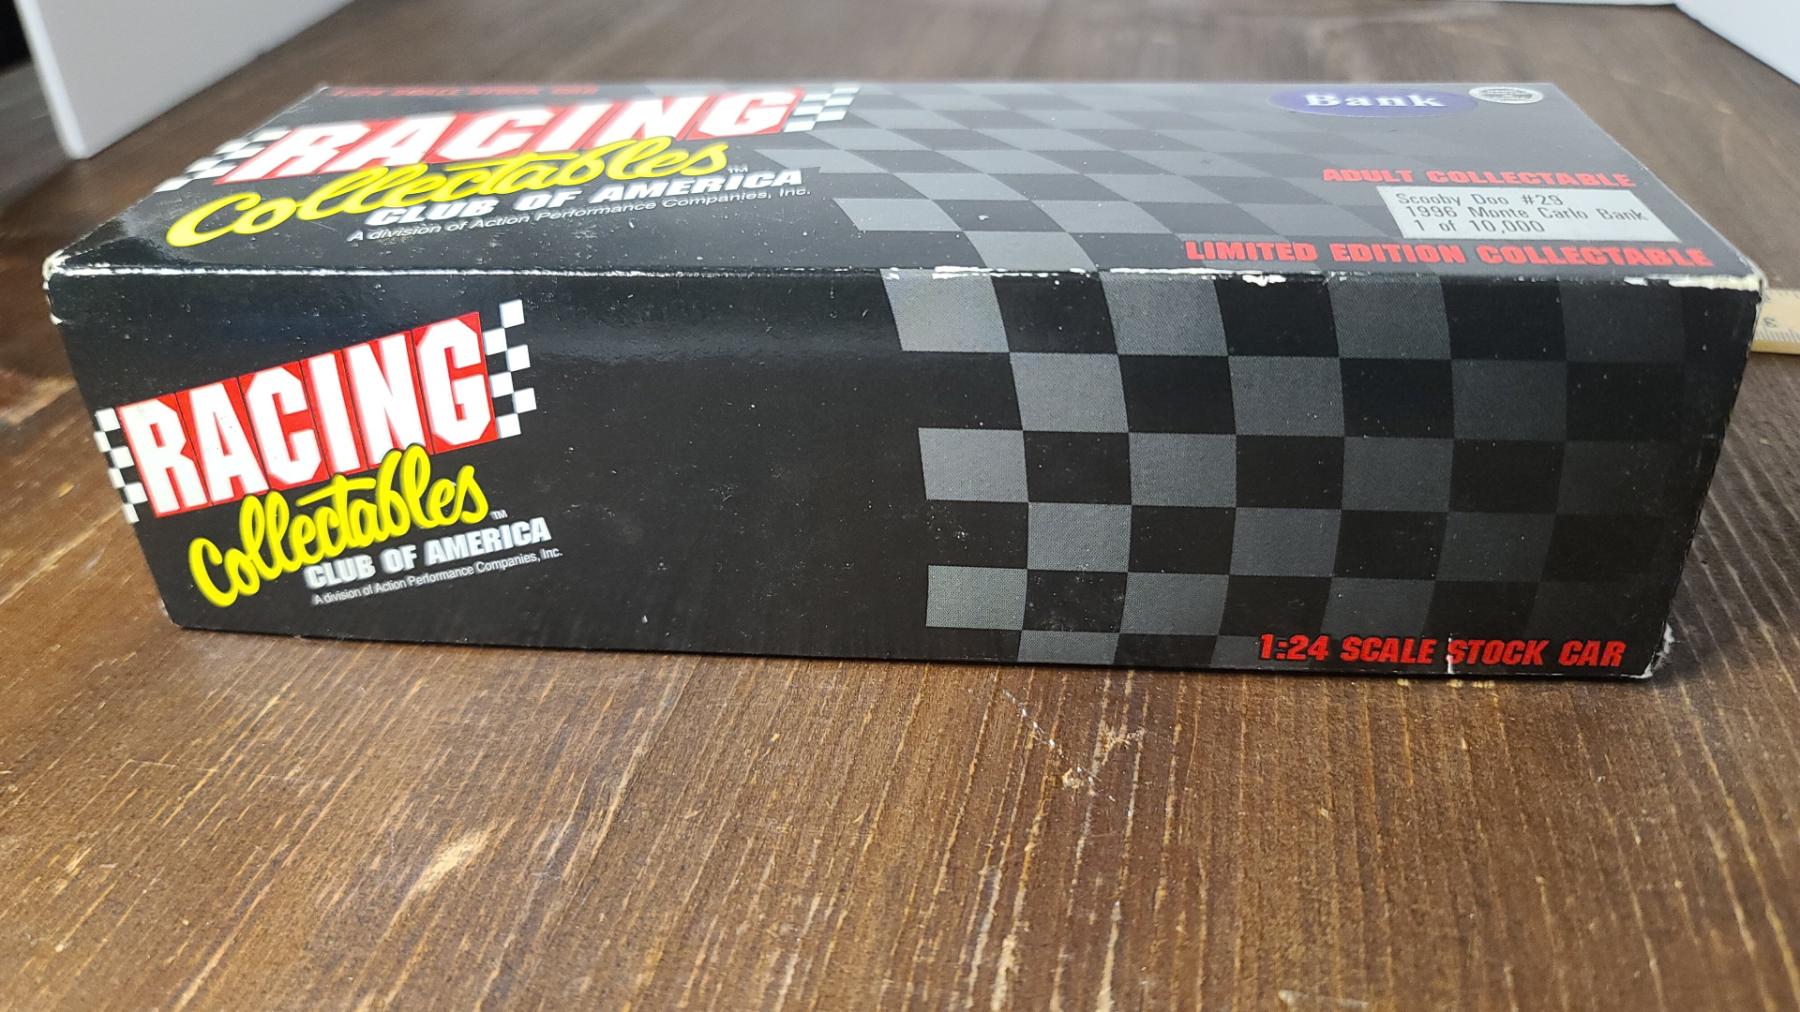 RACING
Collectables™
CLUB OF AMERICA
A division of Action Performance Companies, Inc.
Bank
ADULT COLLECTABLE
Scooby Doo #29
1996 Monte Carlo Bank
1 of 10,000
LIMITED EDITION COLLECTABLE
RACING
Collectables™
CLUB OF AMERICA
A division of Action Performance Companies, Inc.
1:24 SCALE STOCK CAR